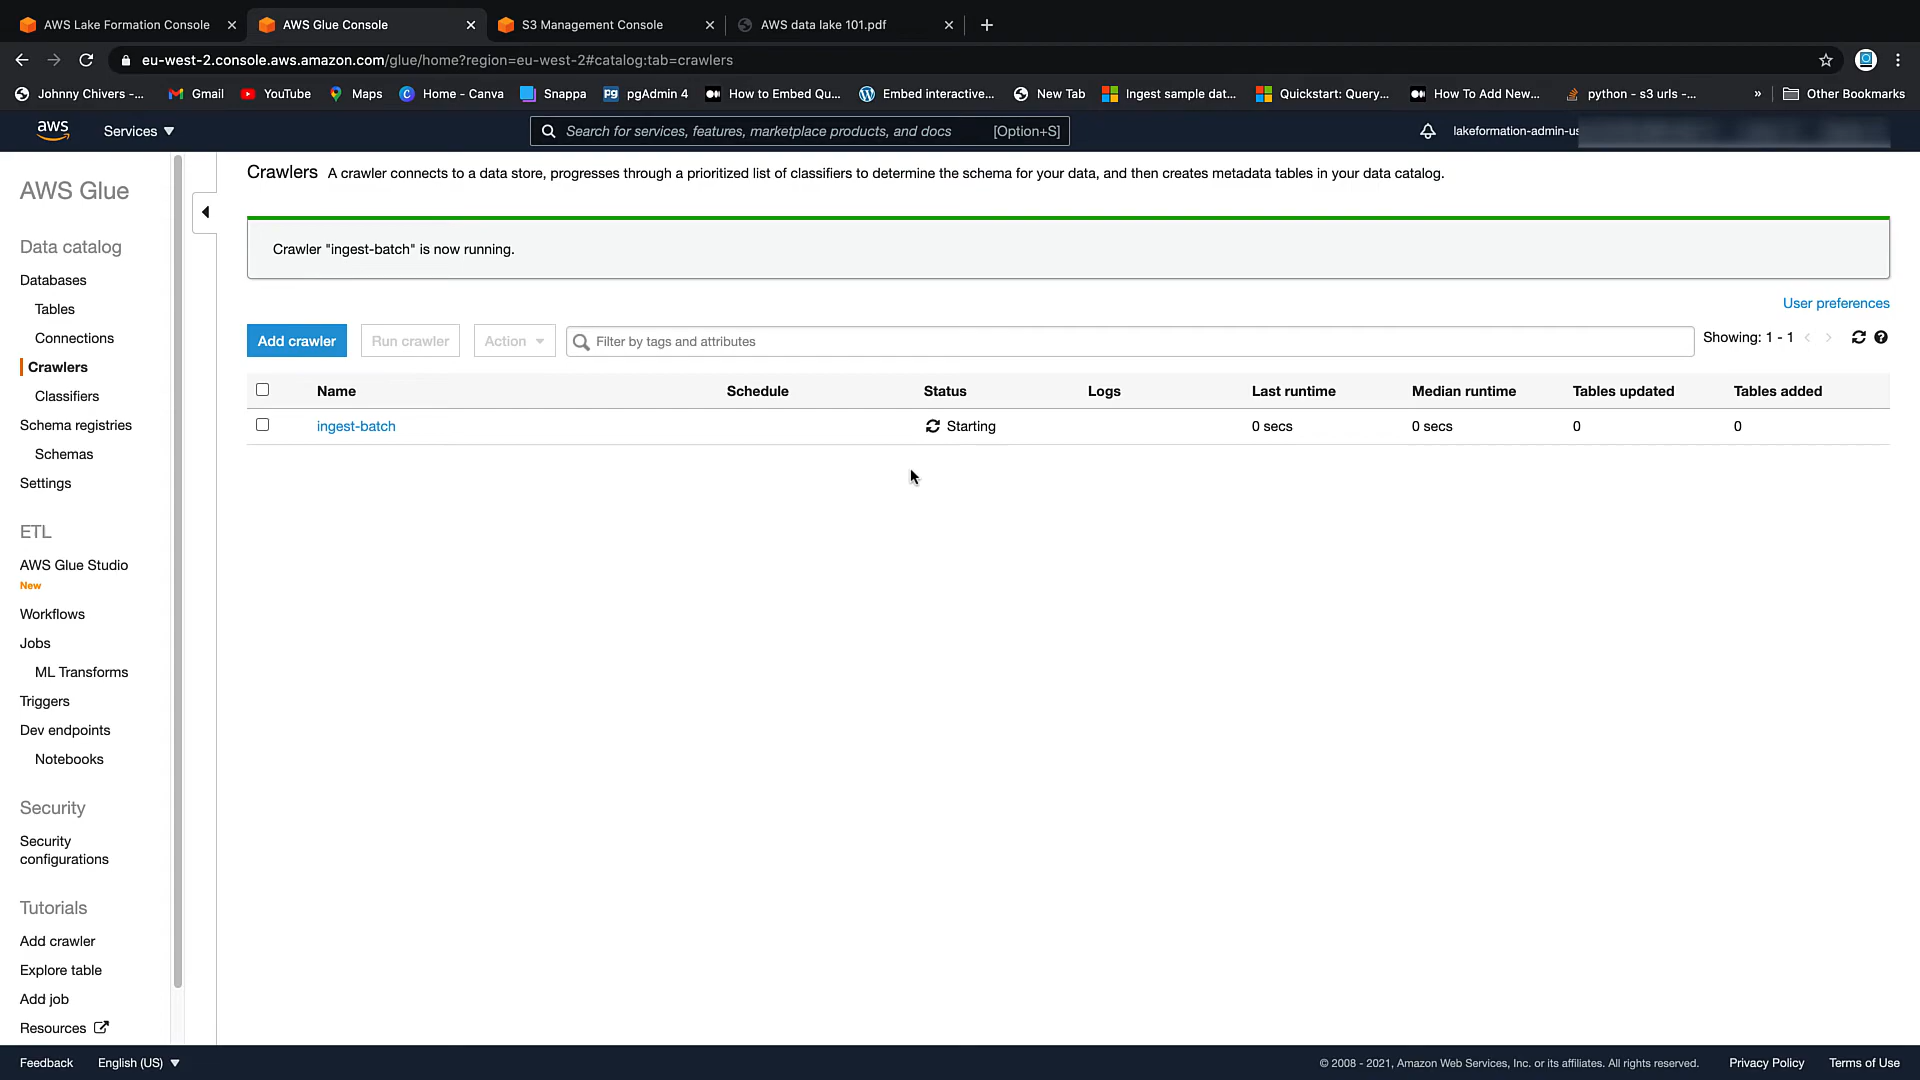 AWS Lake Formation Console
AWS Glue Console
S3 Management Console
AWS data lake 101.pdf
eu-west-2.console.aws.amazon.com/glue/home?region=eu-west-2#catalog:tab=crawlers
Johnny Chivers -...
Gmail
YouTube
Maps
Home - Canva
Snappa
pgAdmin 4
How to Embed Qu...
Embed interactive...
New Tab
Ingest sample dat...
Quickstart: Query...
How To Add New...
python - s3 urls -...
»
Other Bookmarks
aws
Services
Search for services, features, marketplace products, and docs
[Option+S]
lakeformation-admin-us
AWS Glue
Data catalog
Databases
Tables
Connections
Crawlers
Classifiers
Schema registries
Schemas
Settings
ETL
AWS Glue Studio
New
Workflows
Jobs
ML Transforms
Triggers
Dev endpoints
Notebooks
Security
Security
configurations
Tutorials
Add crawler
Explore table
Add job
Resources
Crawlers A crawler connects to a data store, progresses through a prioritized list of classifiers to determine the schema for your data, and then creates metadata tables in your data catalog.
Crawler "ingest-batch" is now running.
User preferences
Add crawler
Run crawler
Action
Filter by tags and attributes
Showing: 1 - 1
Name Schedule Status Logs Last runtime Median runtime Tables updated Tables added
ingest-batch Starting 0 secs 0 secs 0 0
Feedback
English (US)
© 2008 - 2021, Amazon Web Services, Inc. or its affiliates. All rights reserved.
Privacy Policy
Terms of Use